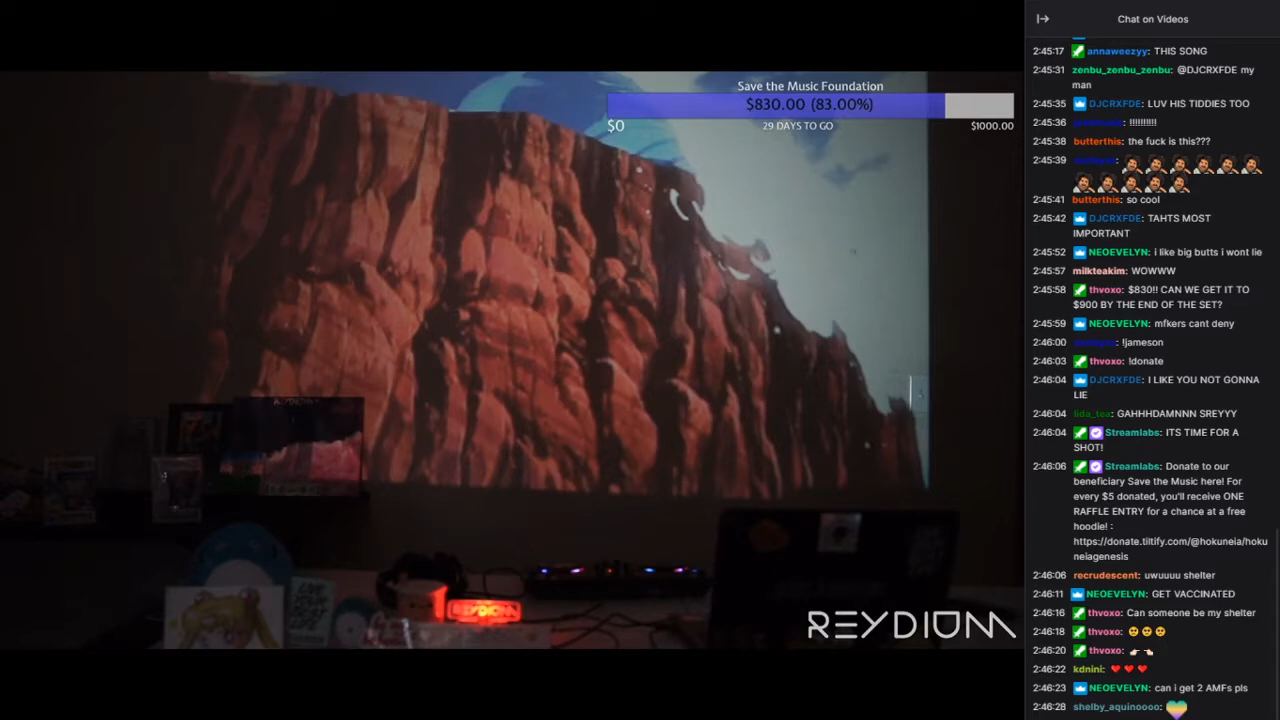 Save the Music Foundation
$830.00 (83.00%)
$0
29 DAYS TO GO
$1000.00
REYDIUM
REYDIUM
Chat on Videos
2:45:17 annaweezyy: THIS SONG
2:45:31 zenbu_zenbu_zenbu: @DJCRXFDE my
man
2:45:35 DJCRXFDE: LUV HIS TIDDIES TOO
2:45:36 : !!!!!!!!!!
2:45:38 butterthis: the fuck is this???
2:45:39
2:45:41 butterthis: so cool
2:45:42 DJCRXFDE: TAHTS MOST
IMPORTANT
2:45:52 NEOEVELYN: i like big butts i wont lie
2:45:57 milkteakim: WOWWW
2:45:58 thvoxo: $830!! CAN WE GET IT TO
$900 BY THE END OF THE SET?
2:45:59 NEOEVELYN: mfkers cant deny
2:46:00 : !jameson
2:46:03 thvoxo: !donate
2:46:04 DJCRXFDE: I LIKE YOU NOT GONNA
LIE
2:46:04 lida_tea: GAHHHDAMNNN SREYYY
2:46:04 Streamlabs: ITS TIME FOR A
SHOT!
2:46:06 Streamlabs: Donate to our
beneficiary Save the Music here! For
every $5 donated, you'll receive ONE
RAFFLE ENTRY for a chance at a free
hoodie! :
https://donate.tiltify.com/@hokuneia/hoku
neiagenesis
2:46:06 recrudescent: uwuuuu shelter
2:46:11 NEOEVELYN: GET VACCINATED
2:46:16 thvoxo: Can someone be my shelter
2:46:18 thvoxo: 🥺🥺🥺
2:46:20 thvoxo: 👉🏻👈🏻
2:46:22 kdnini: ❤❤❤
2:46:23 NEOEVELYN: can i get 2 AMFs pls
2:46:28 shelby_aquinoooo: